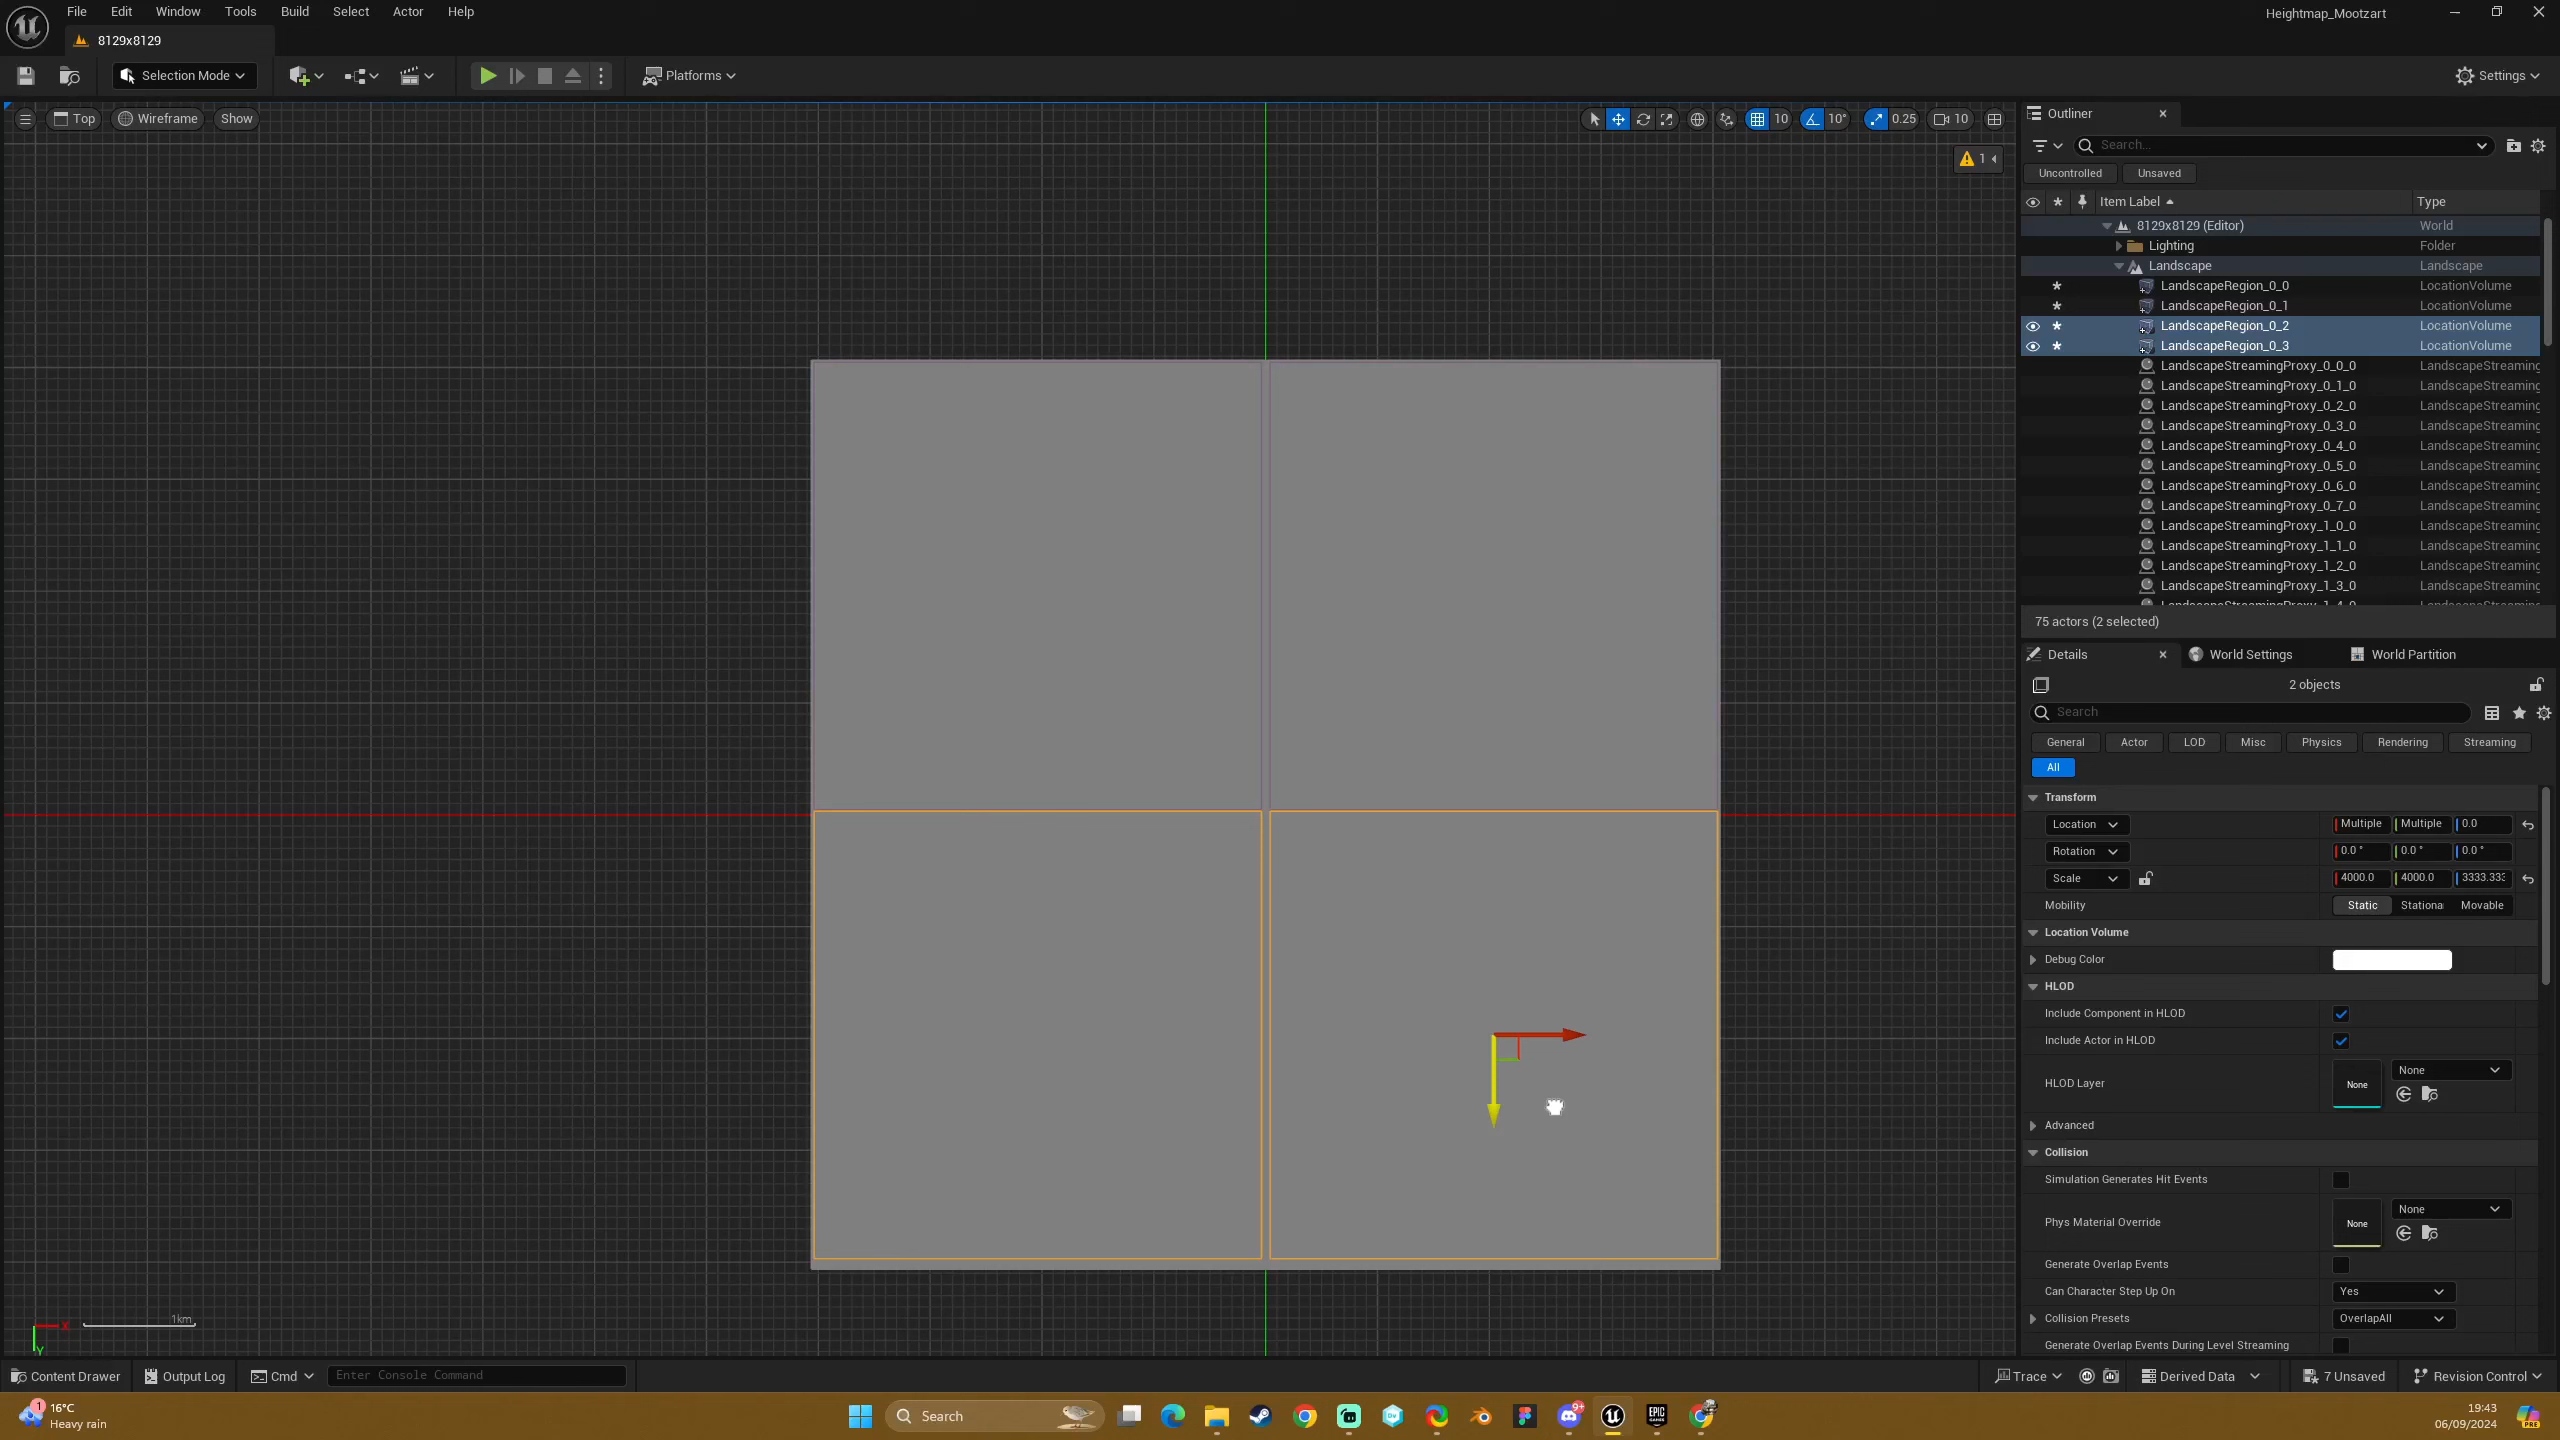 File Edit Window Tools Build Select Actor Help
Heightmap_Mootzart
8129x8129
Selection Mode
Platforms
Settings
Top Wireframe Show
10 10° 0.25 10
1
Outliner
Search...
Uncontrolled Unsaved
Item Label Type
8129x8129 (Editor) World
Lighting Folder
Landscape Landscape
LandscapeRegion_0_0 LocationVolume
LandscapeRegion_0_1 LocationVolume
LandscapeRegion_0_2 LocationVolume
LandscapeRegion_0_3 LocationVolume
LandscapeStreamingProxy_0_0_0 LandscapeStreaming
LandscapeStreamingProxy_0_1_0 LandscapeStreaming
LandscapeStreamingProxy_0_2_0 LandscapeStreaming
LandscapeStreamingProxy_0_3_0 LandscapeStreaming
LandscapeStreamingProxy_0_4_0 LandscapeStreaming
LandscapeStreamingProxy_0_5_0 LandscapeStreaming
LandscapeStreamingProxy_0_6_0 LandscapeStreaming
LandscapeStreamingProxy_0_7_0 LandscapeStreaming
LandscapeStreamingProxy_1_0_0 LandscapeStreaming
LandscapeStreamingProxy_1_1_0 LandscapeStreaming
LandscapeStreamingProxy_1_2_0 LandscapeStreaming
LandscapeStreamingProxy_1_3_0 LandscapeStreaming
75 actors (2 selected)
Details World Settings World Partition
2 objects
Search
General Actor LOD Misc Physics Rendering Streaming
All
Transform
Location Multiple Multiple 0.0
Rotation 0.0 ° 0.0 ° 0.0 °
Scale 4000.0 4000.0 3333.333
Mobility Static Stationa Movable
Location Volume
Debug Color
HLOD
Include Component in HLOD
Include Actor in HLOD
HLOD Layer None None
Advanced
Collision
Simulation Generates Hit Events
Phys Material Override None None
Generate Overlap Events
Can Character Step Up On Yes
Collision Presets OverlapAll
Generate Overlap Events During Level Streaming
X 1km
Y
Content Drawer Output Log Cmd Enter Console Command
Trace Derived Data 7 Unsaved Revision Control
1 16°C
Heavy rain
Search
9+
EPIC GAMES
19:43
06/09/2024
PRE